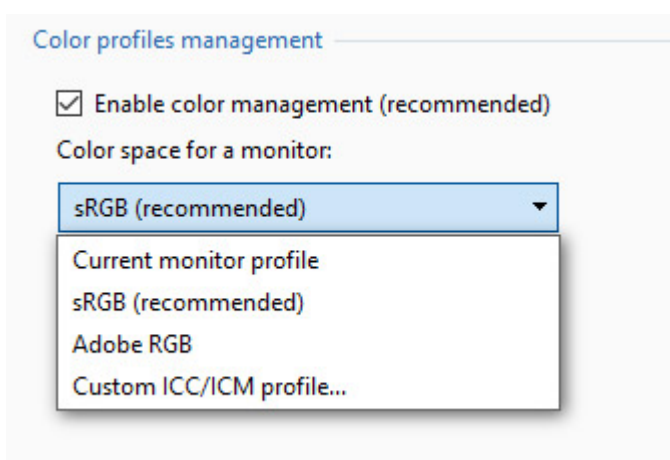 Color profiles management
Enable color management (recommended)
Color space for a monitor:
sRGB (recommended)
Current monitor profile
sRGB (recommended)
Adobe RGB
Custom ICC/ICM profile...